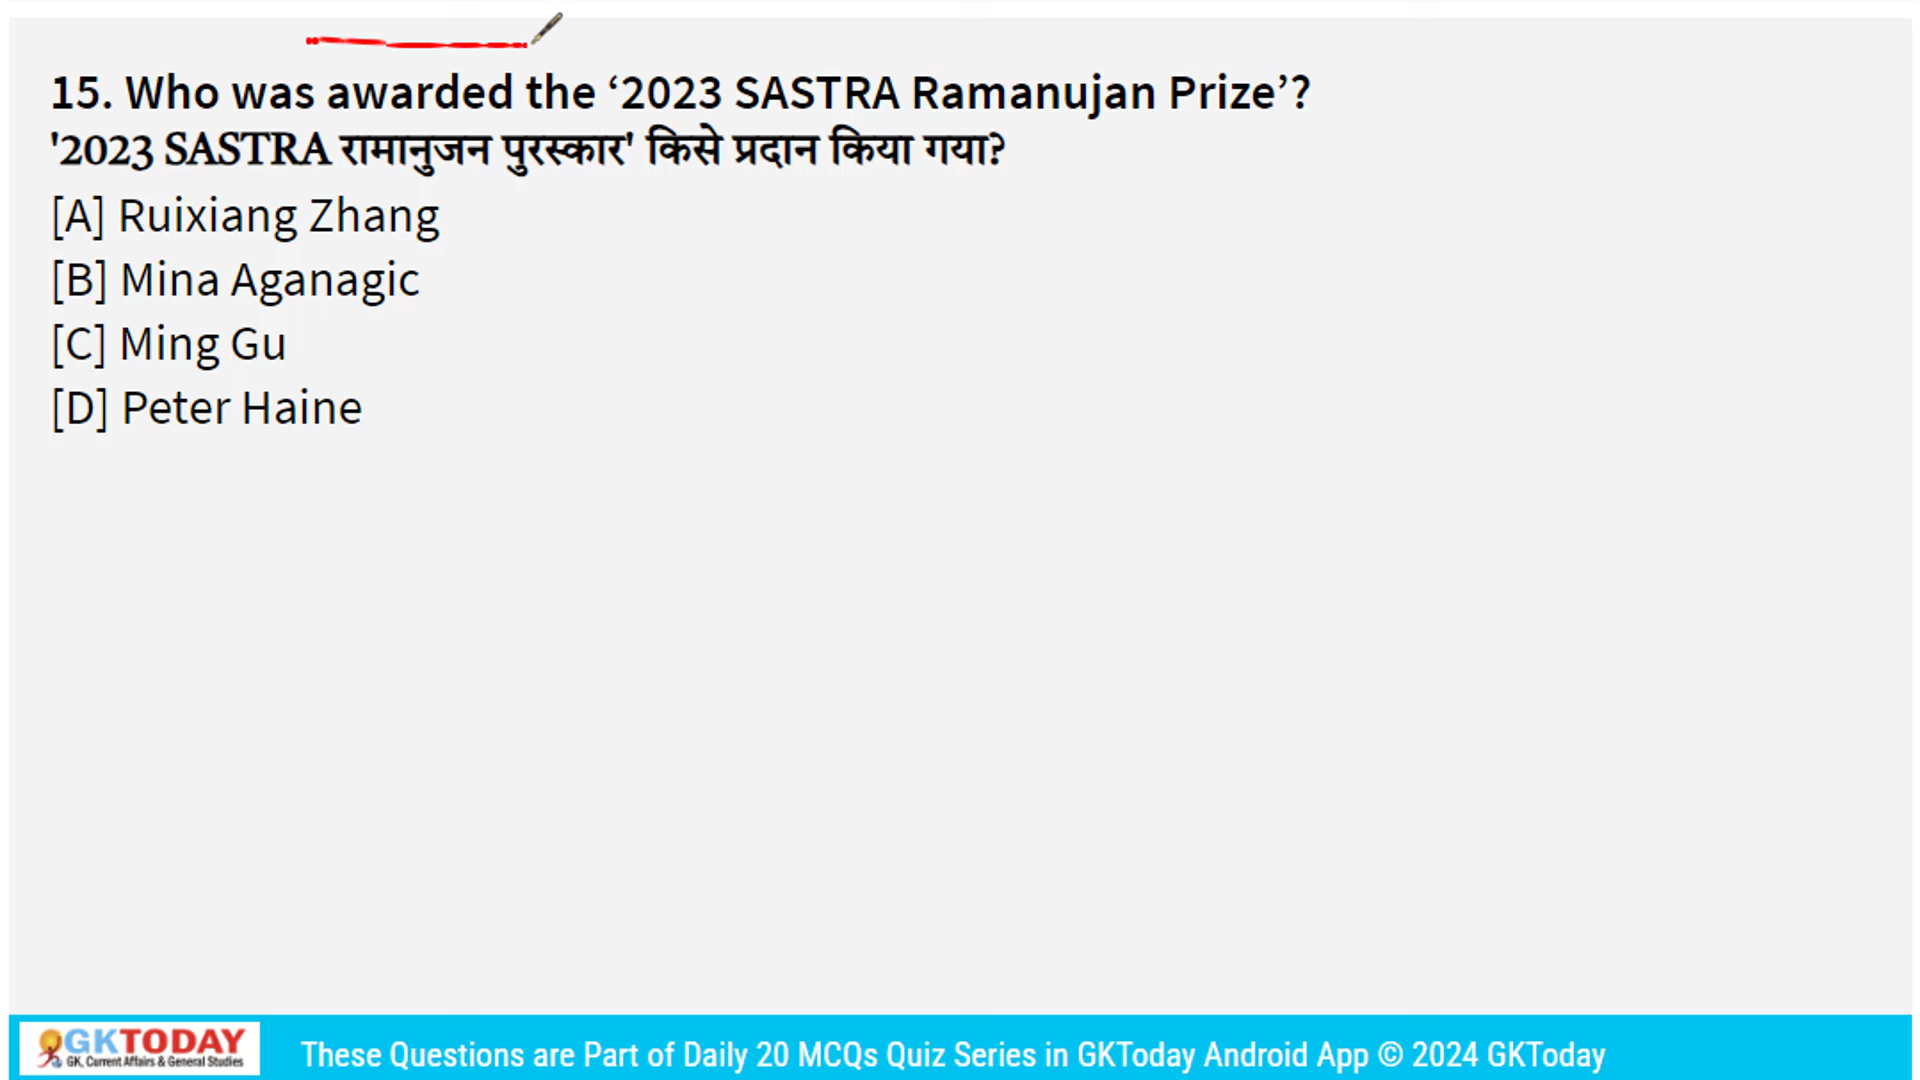 15. Who was awarded the ‘2023 SASTRA Ramanujan Prize’?
'2023 SASTRA रामानुजन पुरस्कार' किसे प्रदान किया गया?
[A] Ruixiang Zhang
[B] Mina Aganagic
[C] Ming Gu
[D] Peter Haine
GKTODAY
GK, Current Affairs & General Studies
These Questions are Part of Daily 20 MCQs Quiz Series in GKToday Android App © 2024 GKToday